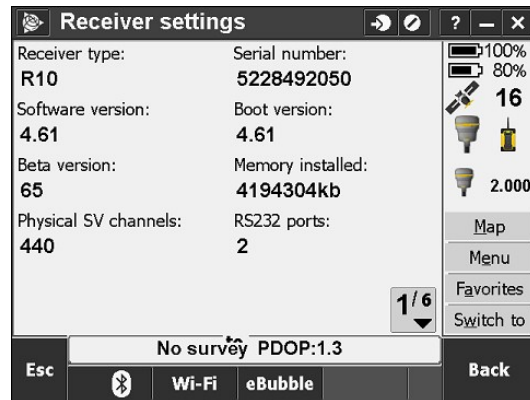 Receiver settings
? – ×
Receiver type:
R10
Serial number:
5228492050
Software version:
4.61
Boot version:
4.61
Beta version:
65
Memory installed:
4194304kb
Physical SV channels:
440
RS232 ports:
2
1/6
100%
80%
16
2.000
Map
Menu
Favorites
Switch to
No survey PDOP:1.3
Esc
Wi-Fi
eBubble
Back